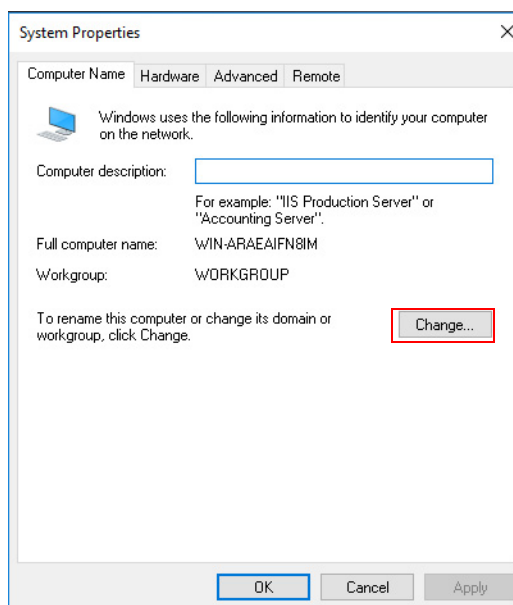 System Properties
Computer Name
Hardware
Advanced
Remote
Windows uses the following information to identify your computer
on the network.
Computer description:
For example: "IIS Production Server" or
"Accounting Server".
Full computer name:
WIN-ARAEAIFN8IM
Workgroup:
WORKGROUP
To rename this computer or change its domain or
workgroup, click Change.
Change...
OK
Cancel
Apply